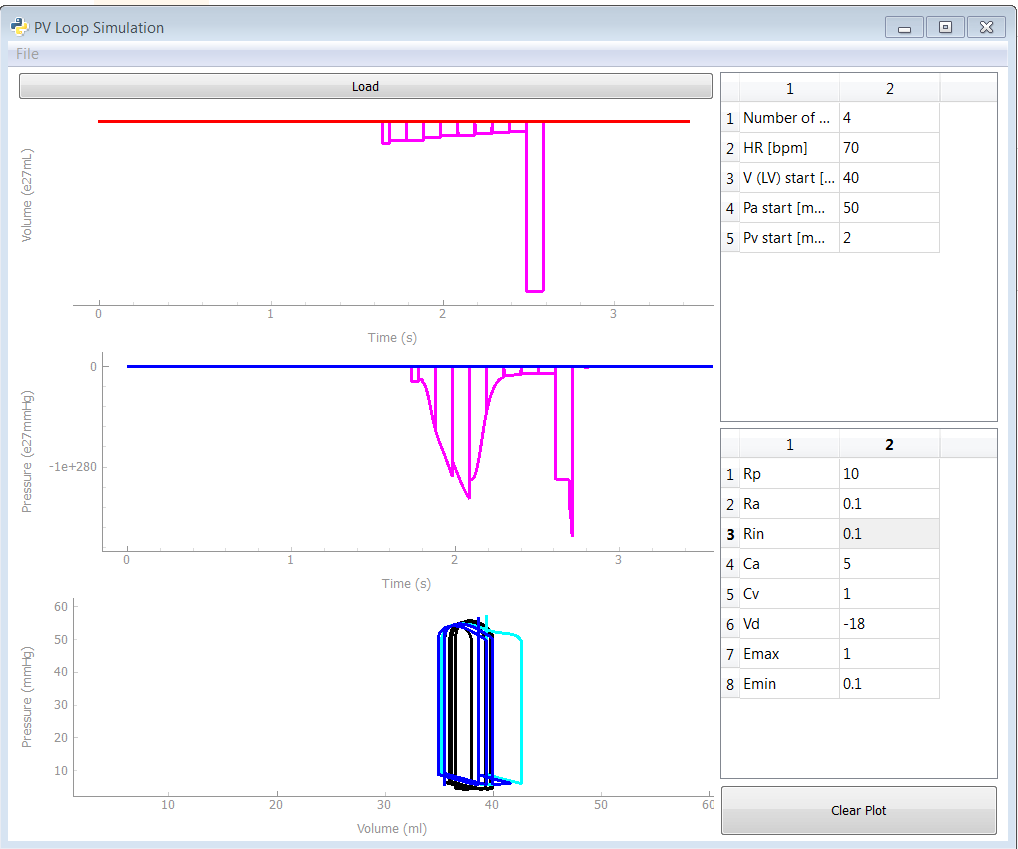 PV Loop Simulation
File
Load
Volume (e27mL)
0 1 2 3
Time (s)
0
-1e+280
Pressure (e27mmHg)
0 1 2 3
Time (s)
60
50
40
30
20
10
Pressure (mmHg)
10 20 30 40 50 60
Volume (ml)
1 2
1 Number of ... 4
2 HR [bpm] 70
3 V (LV) start [... 40
4 Pa start [m... 50
5 Pv start [m... 2
1 2
1 Rp 10
2 Ra 0.1
3 Rin 0.1
4 Ca 5
5 Cv 1
6 Vd -18
7 Emax 1
8 Emin 0.1
Clear Plot